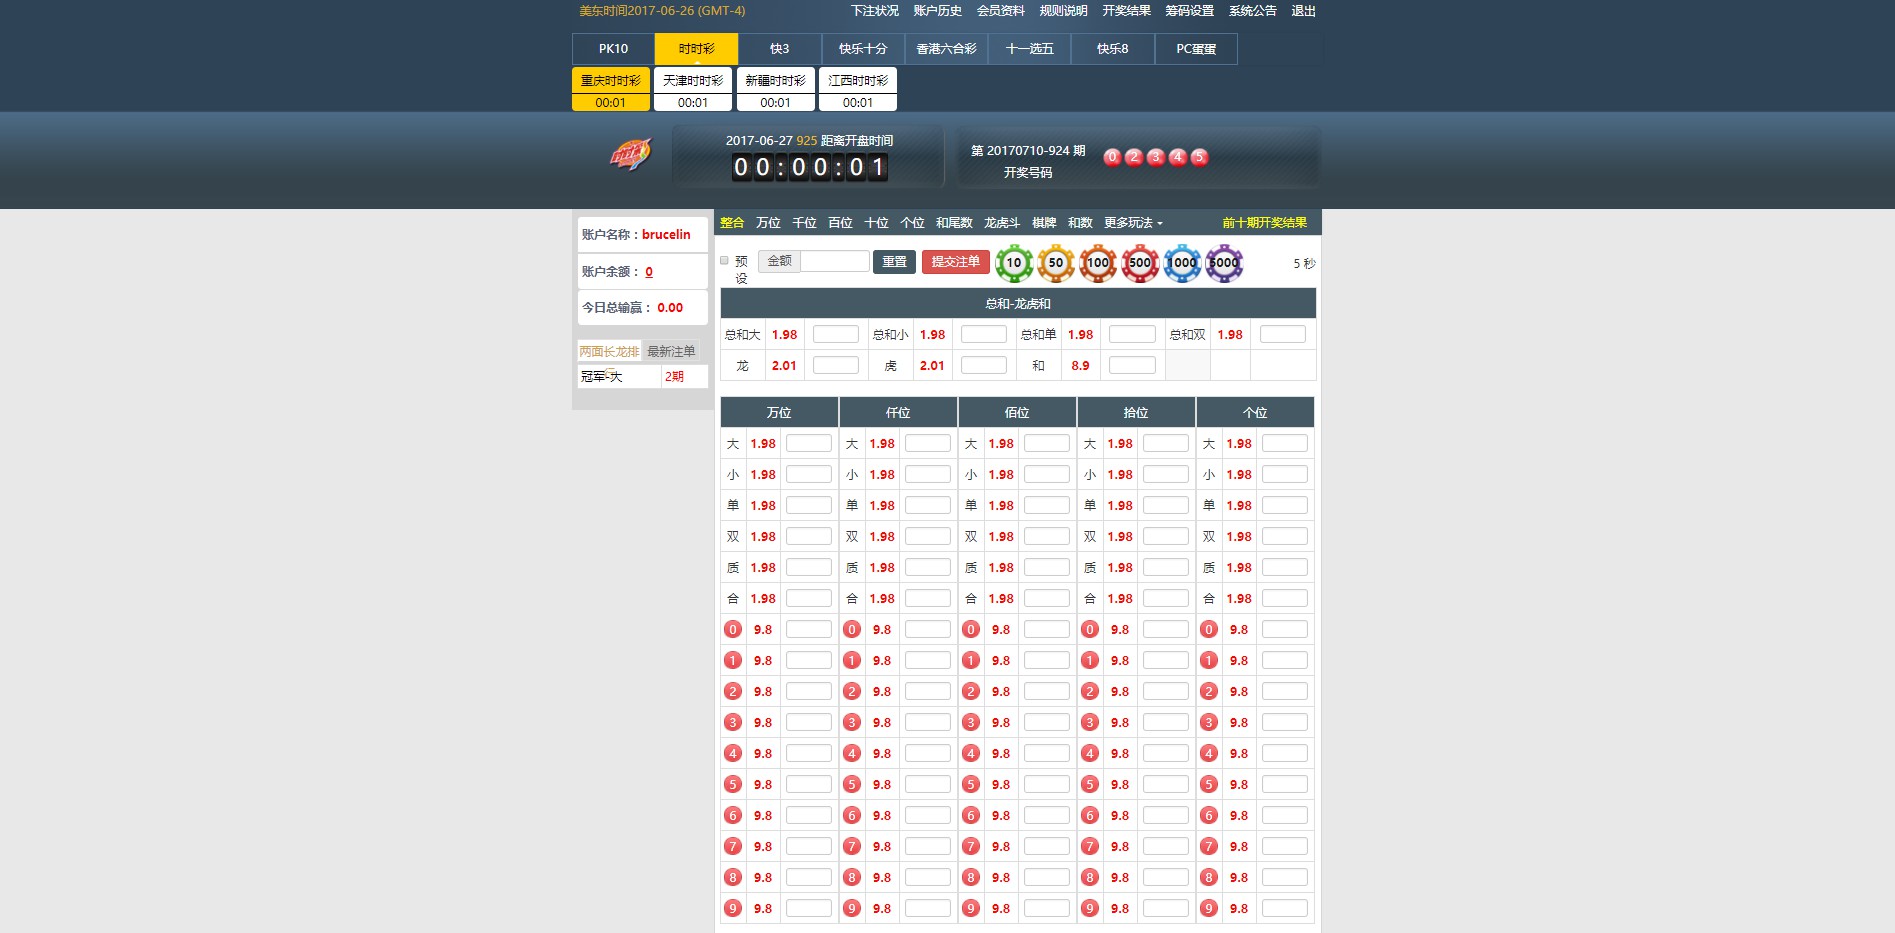 美东时间2017-06-26 (GMT-4) 下注状况 账户历史 会员资料 规则说明 开奖结果 筹码设置 系统公告 退出
PK10 时时彩 快3 快乐十分 香港六合彩 十一选五 快乐8 PC蛋蛋
重庆时时彩 天津时时彩 新疆时时彩 江西时时彩
00:01 00:01 00:01 00:01
2017-06-27 925 距离开盘时间
00:00:01
第 20170710-924 期
开奖号码
0 2 3 4 5
账户名称：brucelin
账户余额： 0
今日总输赢： 0.00
两面长龙排 最新注单
冠军-大 2期
整合 万位 千位 百位 十位 个位 和尾数 龙虎斗 棋牌 和数 更多玩法 前十期开奖结果
预设 金额 重置 提交注单 10 50 100 500 1000 5000 5 秒
总和-龙虎和
总和大 1.98 总和小 1.98 总和单 1.98 总和双 1.98
龙 2.01 虎 2.01 和 8.9
万位 仟位 佰位 拾位 个位
大 1.98 大 1.98 大 1.98 大 1.98 大 1.98
小 1.98 小 1.98 小 1.98 小 1.98 小 1.98
单 1.98 单 1.98 单 1.98 单 1.98 单 1.98
双 1.98 双 1.98 双 1.98 双 1.98 双 1.98
质 1.98 质 1.98 质 1.98 质 1.98 质 1.98
合 1.98 合 1.98 合 1.98 合 1.98 合 1.98
0 9.8 0 9.8 0 9.8 0 9.8 0 9.8
1 9.8 1 9.8 1 9.8 1 9.8 1 9.8
2 9.8 2 9.8 2 9.8 2 9.8 2 9.8
3 9.8 3 9.8 3 9.8 3 9.8 3 9.8
4 9.8 4 9.8 4 9.8 4 9.8 4 9.8
5 9.8 5 9.8 5 9.8 5 9.8 5 9.8
6 9.8 6 9.8 6 9.8 6 9.8 6 9.8
7 9.8 7 9.8 7 9.8 7 9.8 7 9.8
8 9.8 8 9.8 8 9.8 8 9.8 8 9.8
9 9.8 9 9.8 9 9.8 9 9.8 9 9.8